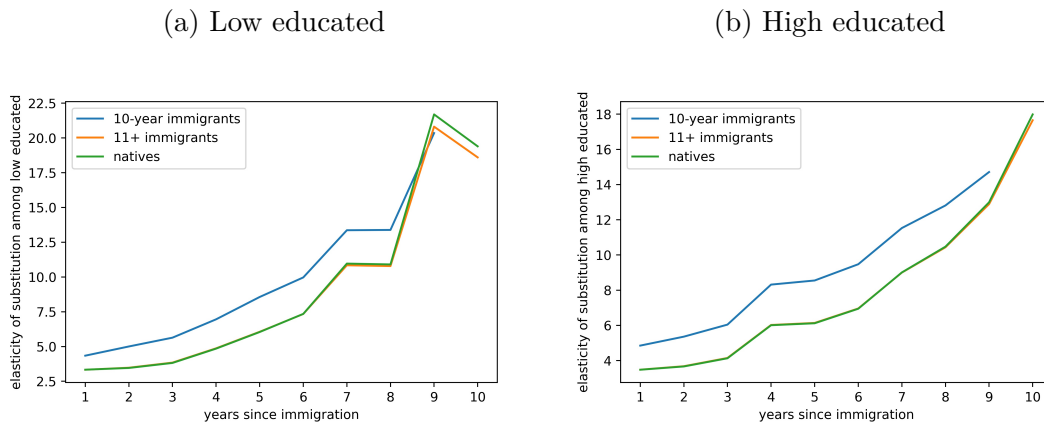 (a) Low educated
elasticity of substitution among low educated
22.5
20.0
17.5
15.0
12.5
10.0
7.5
5.0
2.5
10-year immigrants
11+ immigrants
natives
1 2 3 4 5 6 7 8 9 10
years since immigration
(b) High educated
elasticity of substitution among high educated
18
16
14
12
10
8
6
4
10-year immigrants
11+ immigrants
natives
1 2 3 4 5 6 7 8 9 10
years since immigration